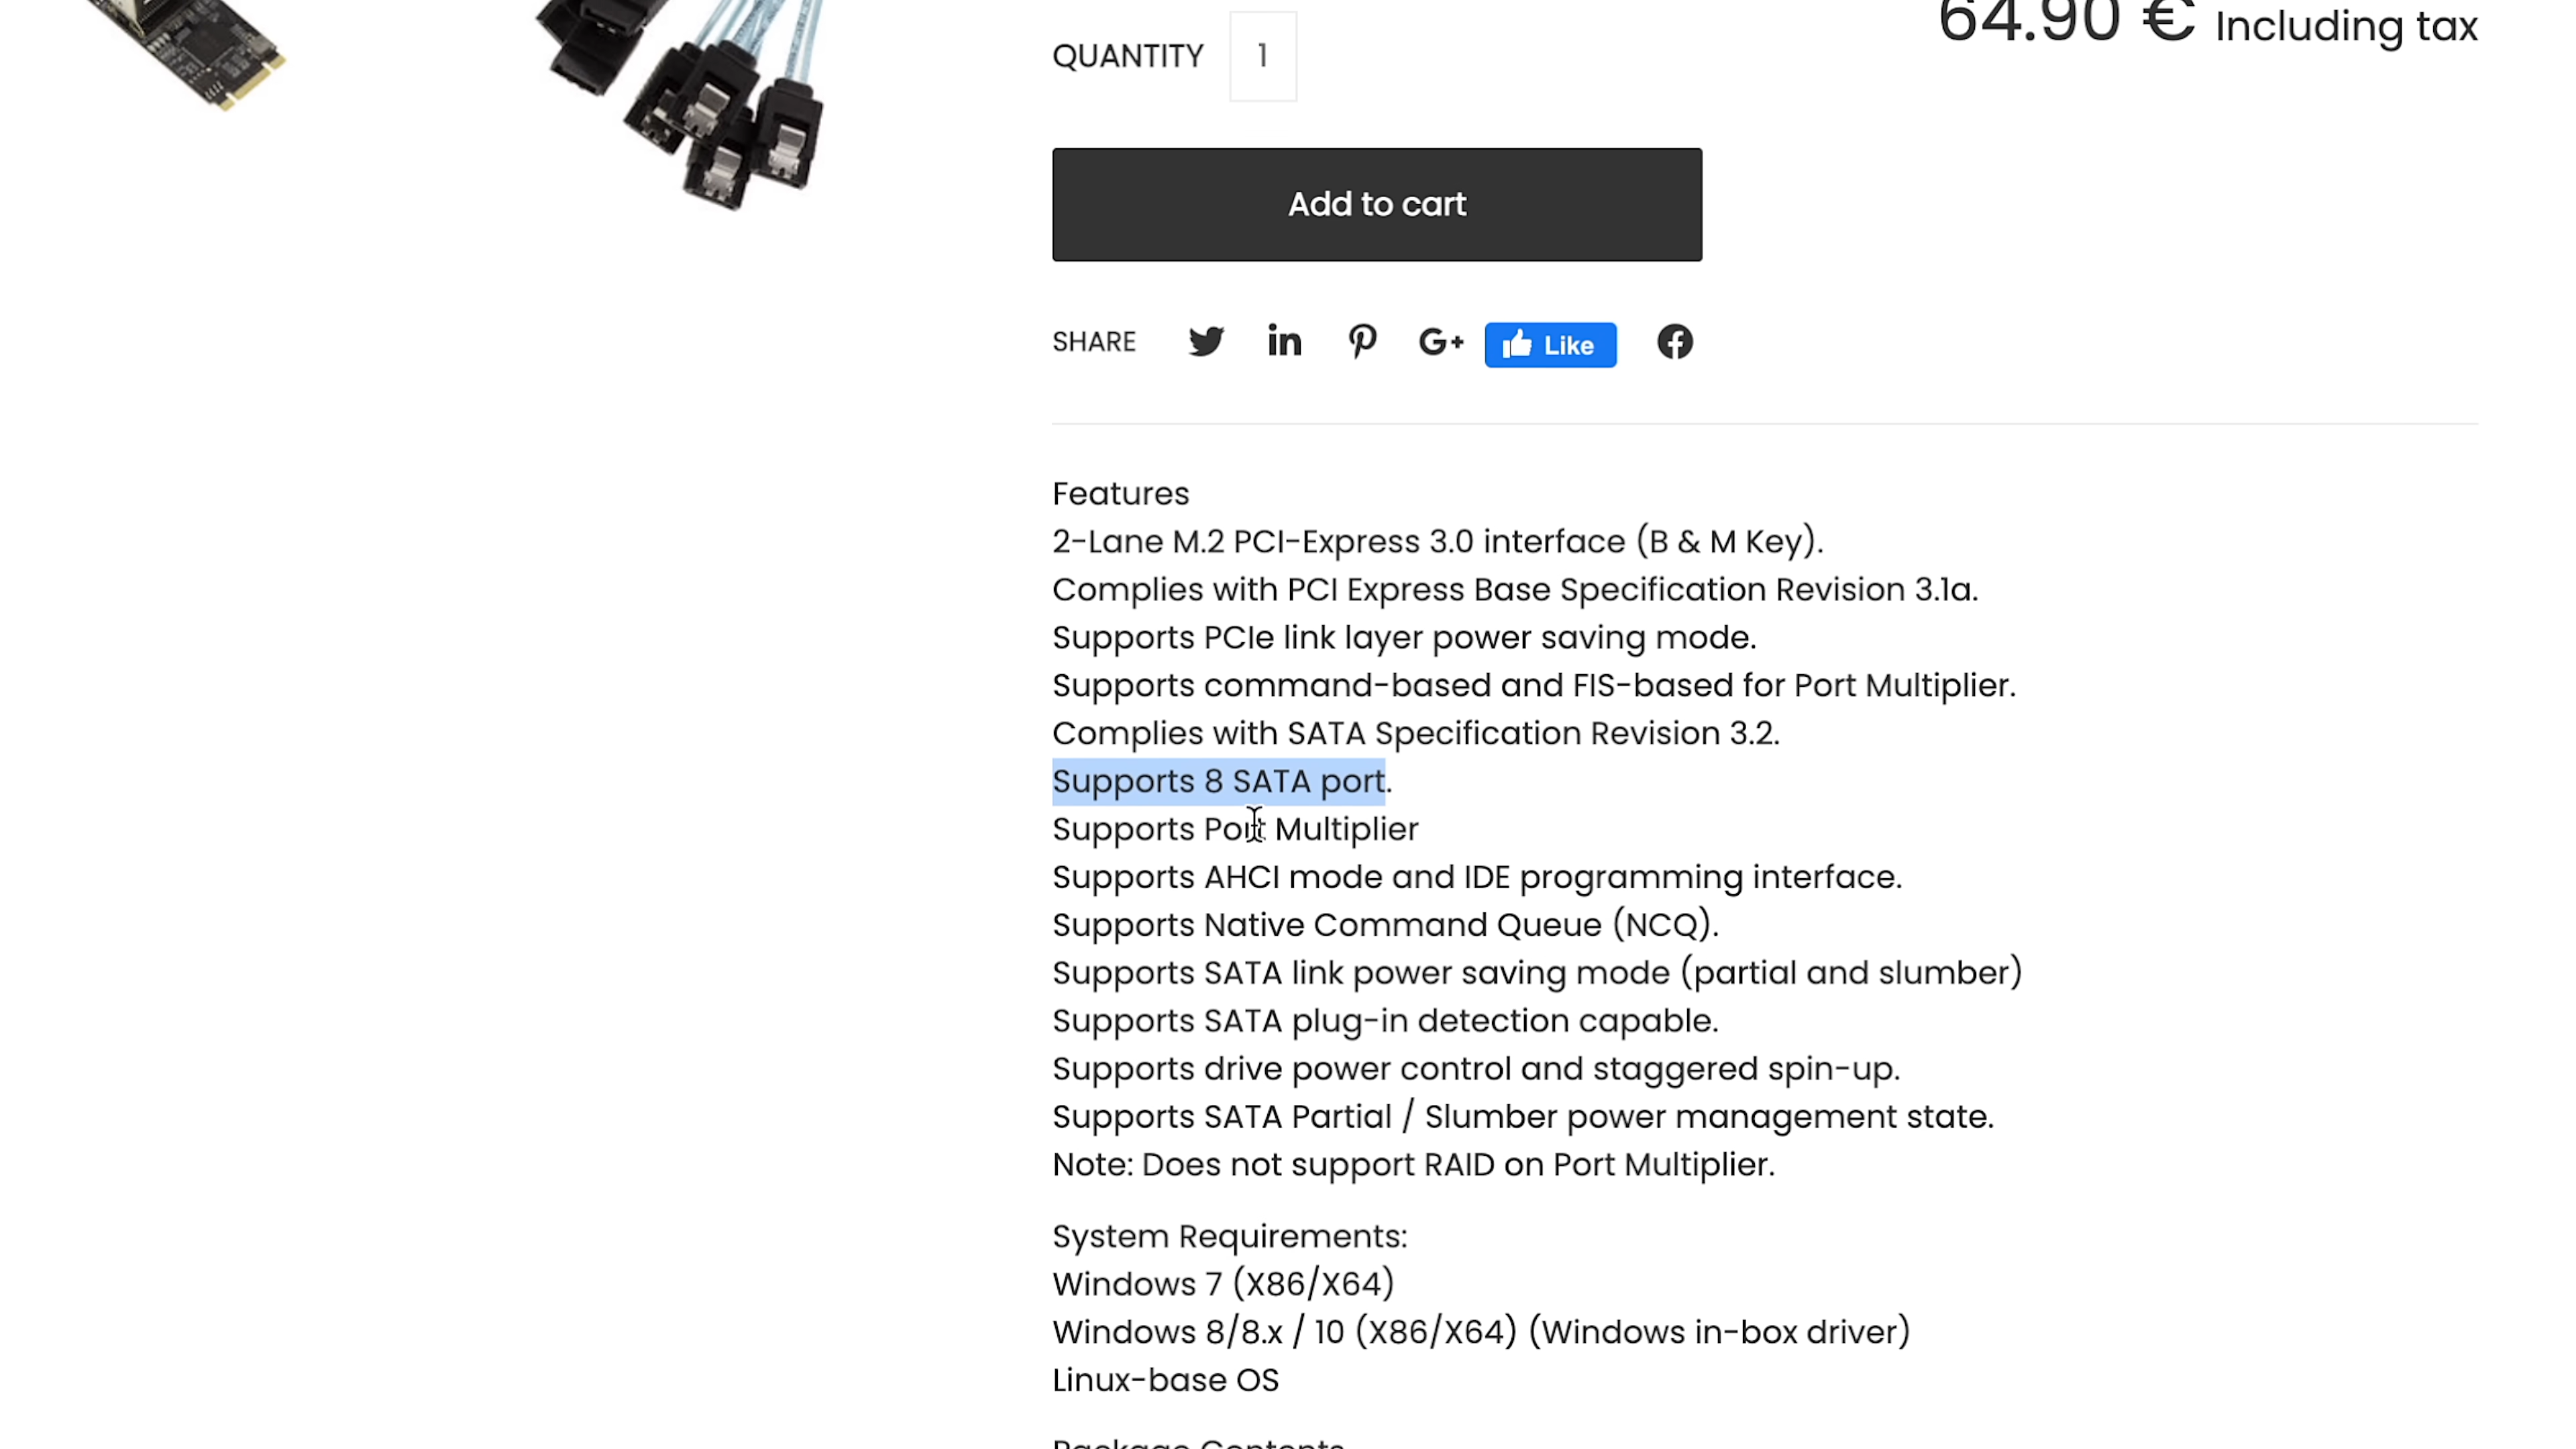 64.90 € Including tax
QUANTITY 1
Add to cart
SHARE G+ Like
Features
2-Lane M.2 PCI-Express 3.0 interface (B & M Key).
Complies with PCI Express Base Specification Revision 3.1a.
Supports PCIe link layer power saving mode.
Supports command-based and FIS-based for Port Multiplier.
Complies with SATA Specification Revision 3.2.
Supports 8 SATA port.
Supports Port Multiplier
Supports AHCI mode and IDE programming interface.
Supports Native Command Queue (NCQ).
Supports SATA link power saving mode (partial and slumber)
Supports SATA plug-in detection capable.
Supports drive power control and staggered spin-up.
Supports SATA Partial / Slumber power management state.
Note: Does not support RAID on Port Multiplier.
System Requirements:
Windows 7 (X86/X64)
Windows 8/8.x / 10 (X86/X64) (Windows in-box driver)
Linux-base OS
Package Contents